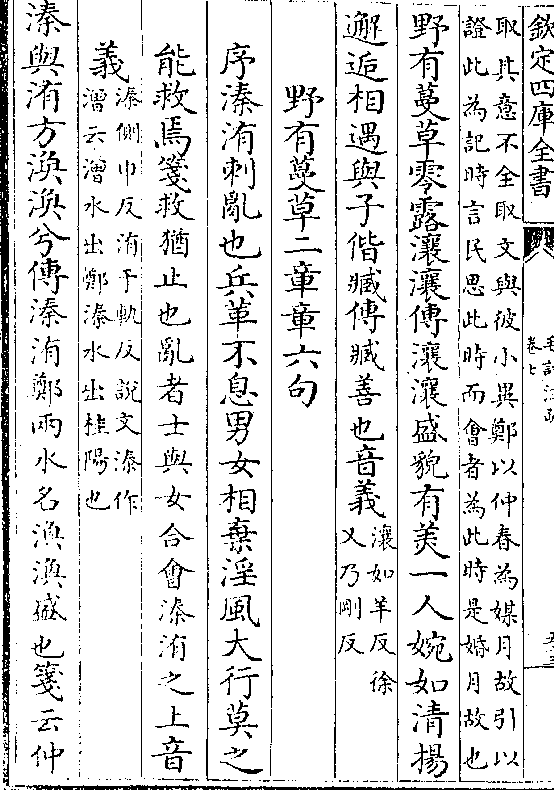 欽定四庫全書
毛詩注疏
卷七
取其意不全取文與彼小異鄭以仲春為媒月故引以
證此為記時言民思此時而會者為此時是婚月故也
野有蔓草零露瀼瀼傳瀼瀼盛貌有美一人婉如清揚
邂逅相遇與子偕臧傳臧善也音義
瀼如羊反徐
乂乃剛反
野有蔓草二章章六句
序溱洧刺亂也兵革不息男女相棄淫風大行莫之
能救焉箋救猶止也亂者士與女合會溱洧之上音
義
溱側巾反洧于軌反說文溱作
潧云潧水出鄭溱水出桂陽也
溱與洧方渙渙兮傳溱洧鄭兩水名渙渙盛也箋云仲